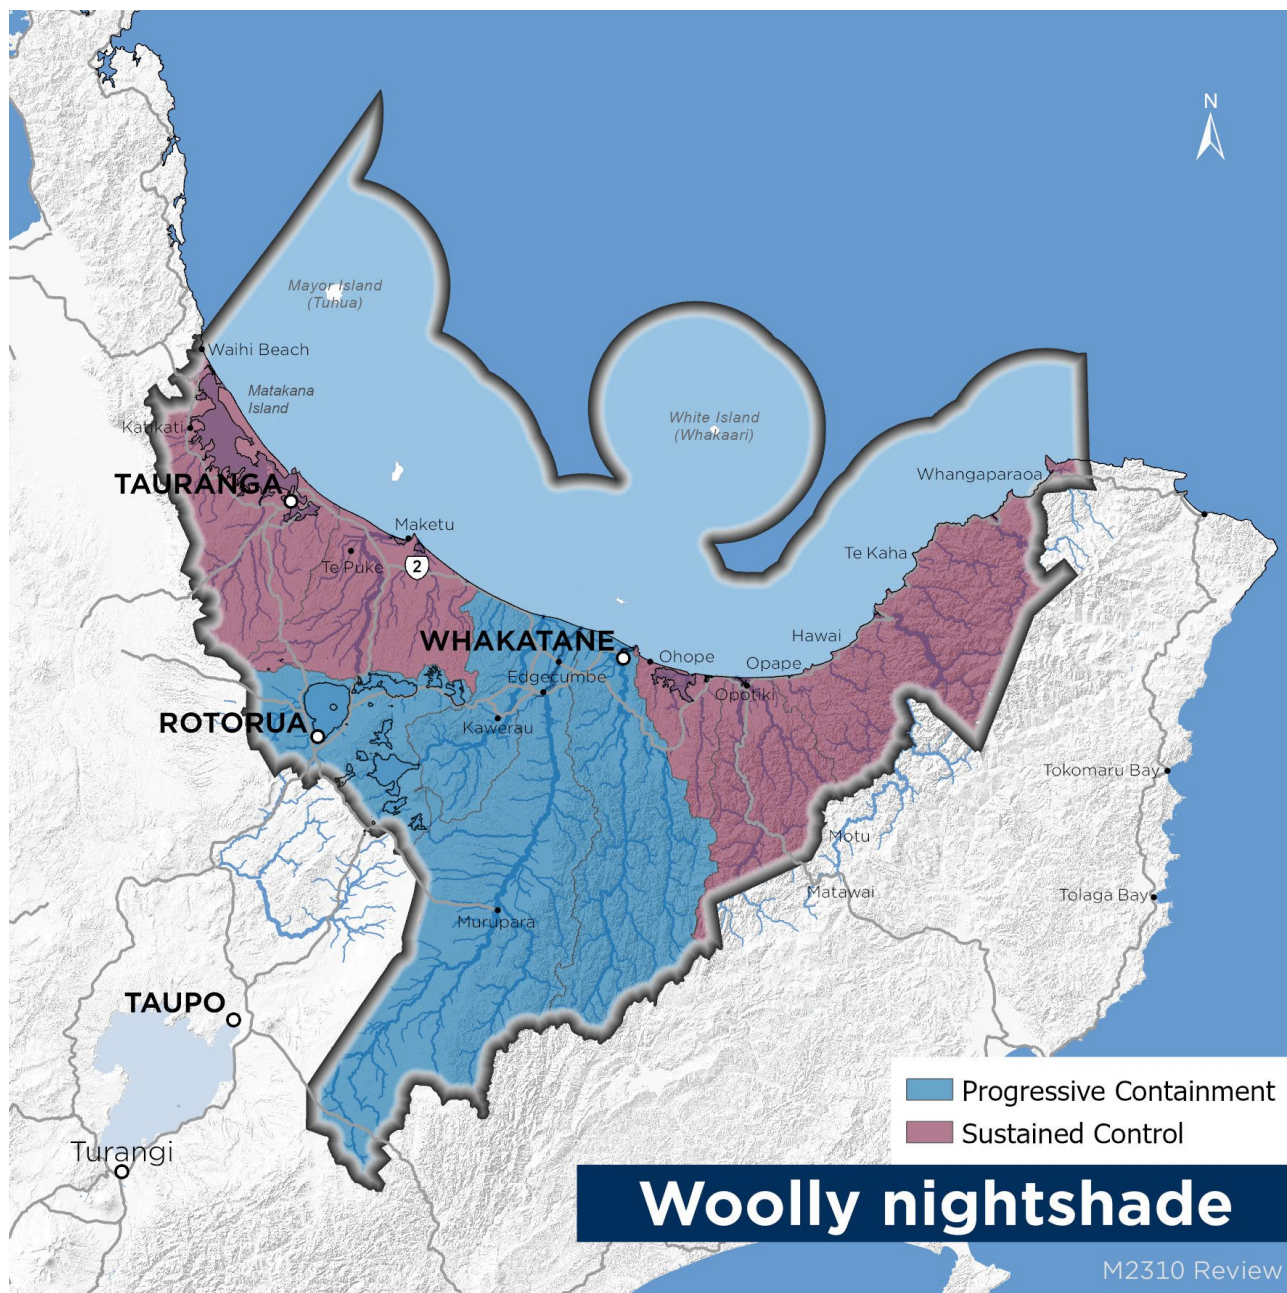 N
Mayor Island
(Tuhua)
Waihi Beach
Matakana
Island
White Island
(Whakaari)
Katikati
Whangaparaoa
TAURANGA
Maketu
Te Kaha
Te Puke
2
WHAKATANE
Hawai
Ohope
Opape
Edgecumbe
Opotiki
ROTORUA
Kawerau
Tokomaru Bay
Motu
Matawai
Tolaga Bay
Murupara
TAUPO
Progressive Containment
Sustained Control
Turangi
Woolly nightshade
M2310 Review